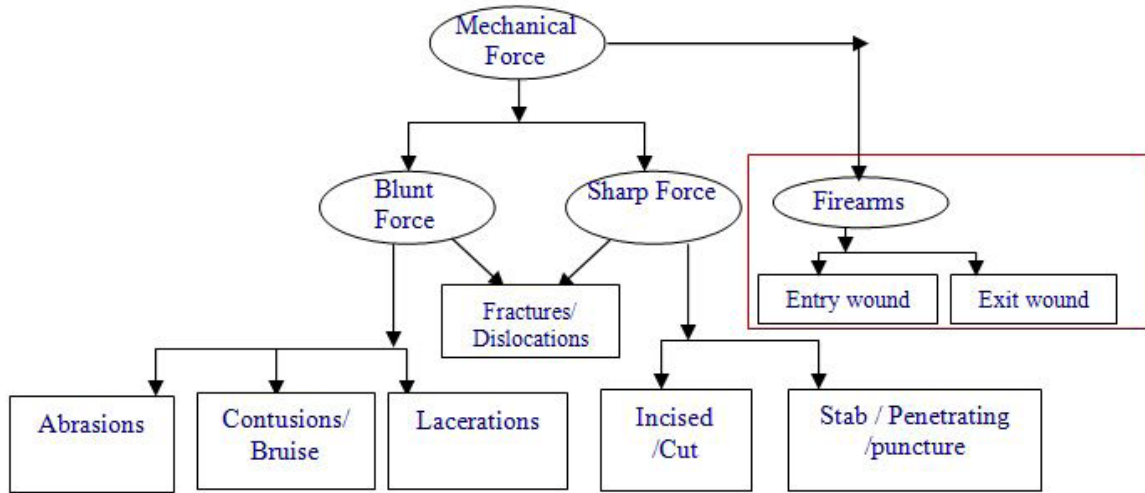 Mechanical
Force
Blunt
Force
Sharp Force
Firearms
Entry wound
Exit wound
Fractures/
Dislocations
Abrasions
Contusions/
Bruise
Lacerations
Incised
/Cut
Stab / Penetrating
/puncture